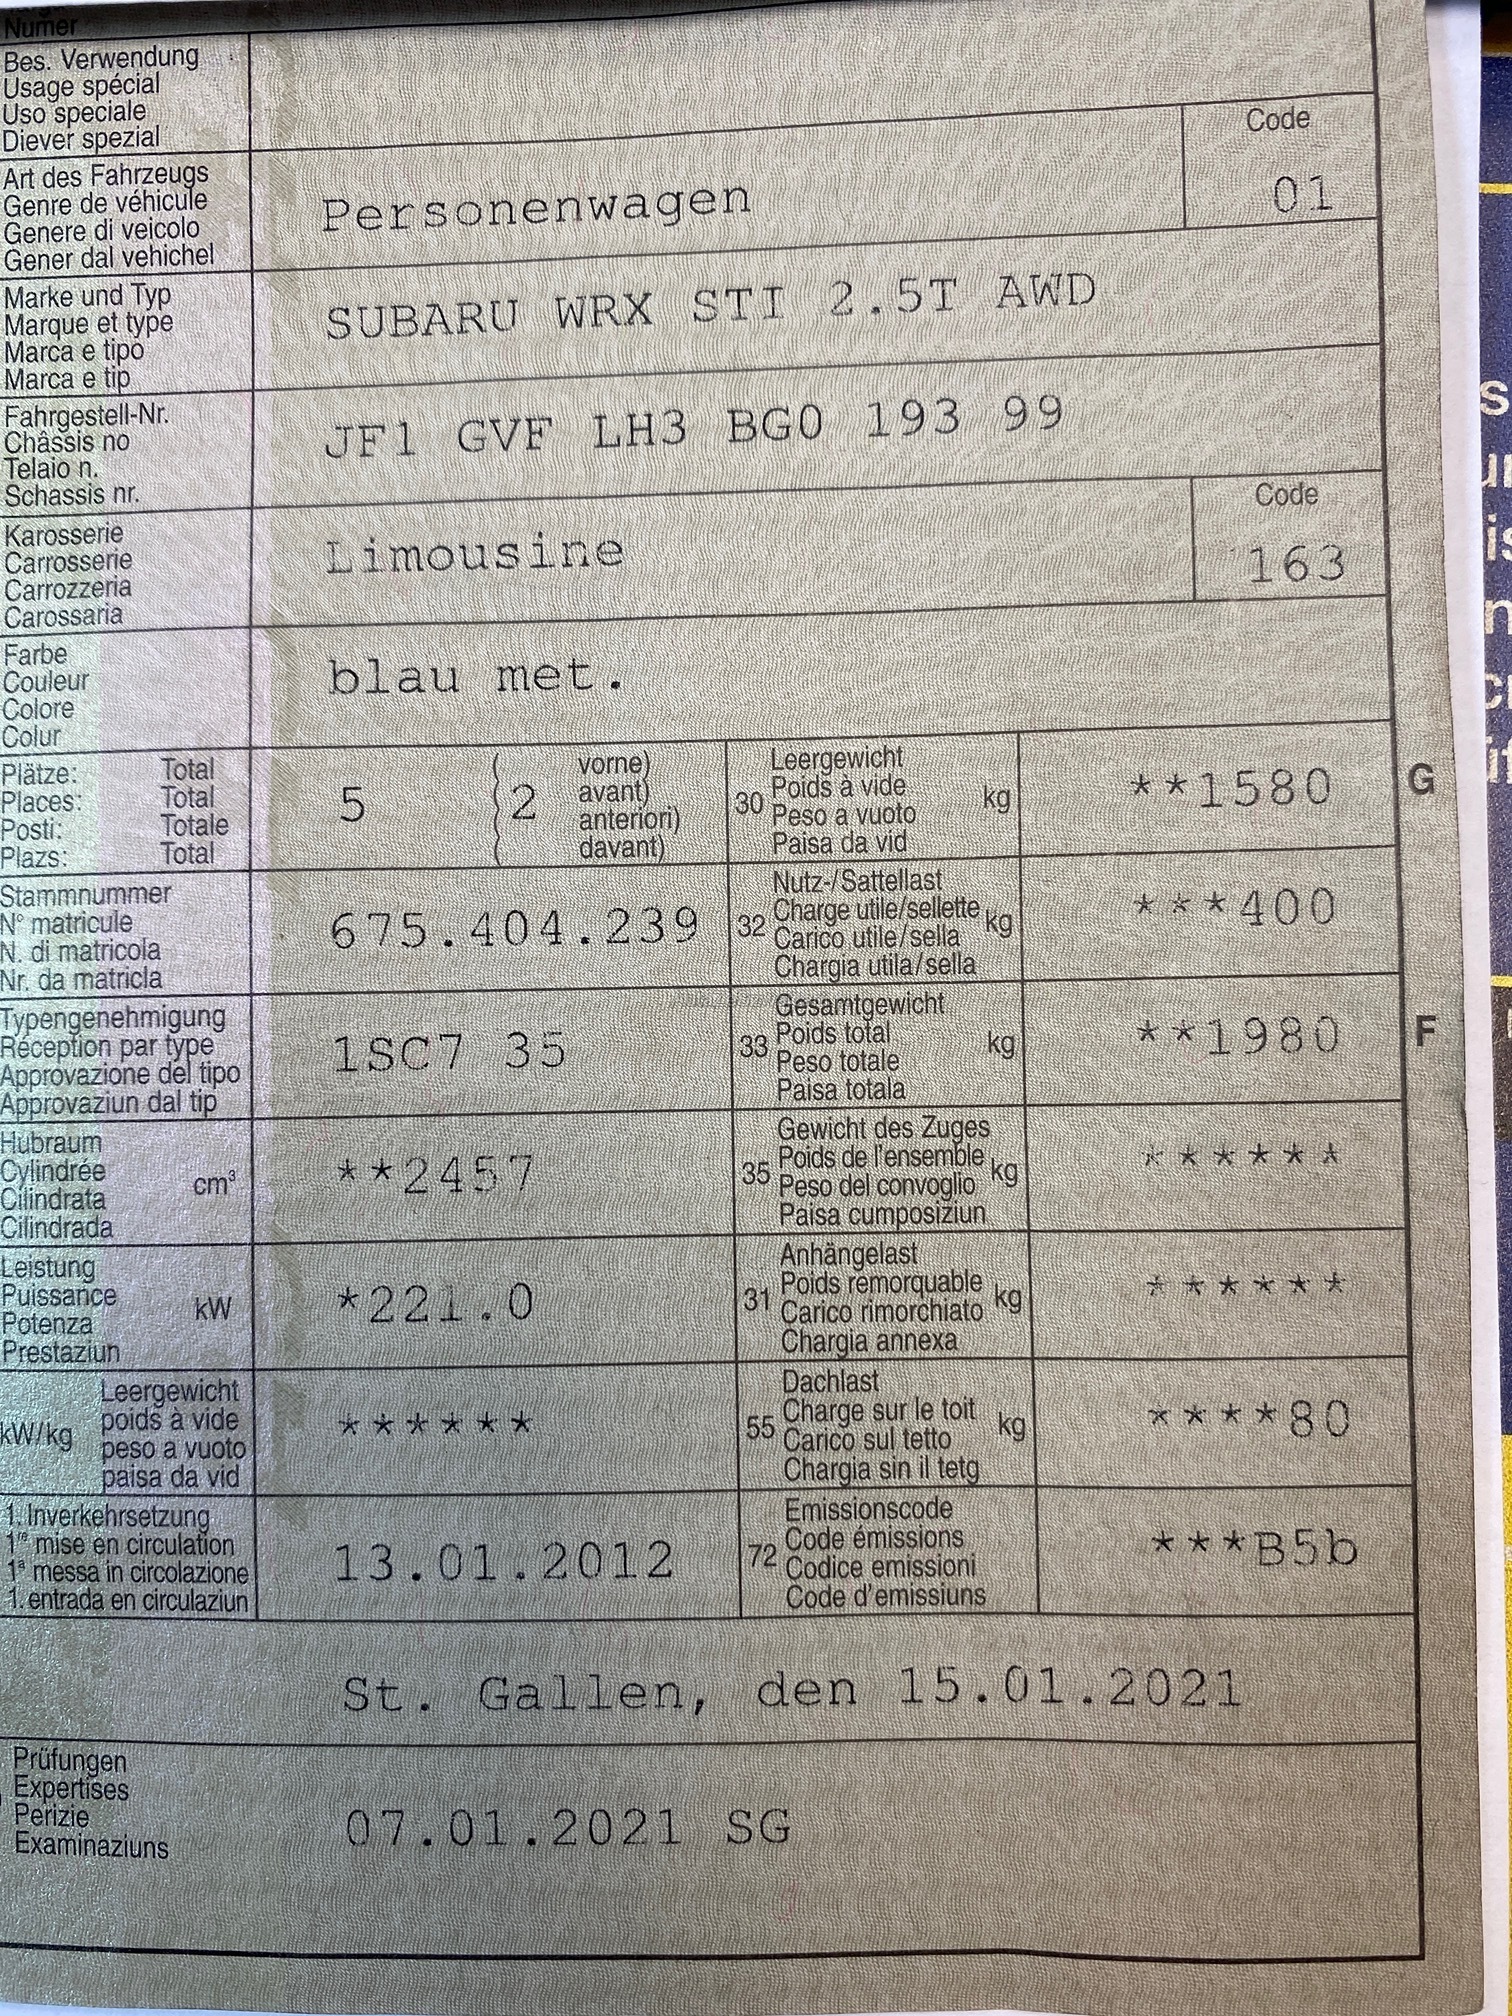 Numer
Bes. Verwendung
Usage spécial
Uso speciale
Diever spezial
Art des Fahrzeugs
Genre de véhicule
Genere di veicolo
Gener dal vehichel
Personenwagen
Code
01
Marke und Typ
Marque et type
Marca e tipo
Marca e tip
SUBARU WRX STI 2.5T AWD
Fahrgestell-Nr.
Châssis no
Telaio n.
Schassis nr.
JF1 GVF LH3 BG0 193 99
Karosserie
Carrosserie
Carrozzeria
Carossaria
Limousine
Code
163
Farbe
Couleur
Colore
Colur
blau met.
Plätze: Total
Places: Total
Posti: Totale
Plazs: Total
5
2
vorne)
avant)
anteriori)
davant)
30
Leergewicht
Poids à vide
Peso a vuoto
Paisa da vid
kg
**1580
G
Stammnummer
N° matricule
N. di matricola
Nr. da matricla
675.404.239
32
Nutz-/Sattellast
Charge utile/sellette
Carico utile/sella
Chargia utila/sella
kg
***400
Typengenehmigung
Réception par type
Approvazione del tipo
Approvaziun dal tip
1SC7 35
33
Gesamtgewicht
Poids total
Peso totale
Paisa totala
kg
**1980
F
Hubraum
Cylindrée
Cilindrata
Cilindrada
cm³
**2457
35
Gewicht des Zuges
Poids de l'ensemble
Peso del convoglio
Paisa cumposiziun
kg
******
Leistung
Puissance
Potenza
Prestaziun
kW
*221.0
31
Anhängelast
Poids remorquable
Carico rimorchiato
Chargia annexa
kg
******
kW/kg
Leergewicht
poids à vide
peso a vuoto
paisa da vid
******
55
Dachlast
Charge sur le toit
Carico sul tetto
Chargia sin il tetg
kg
****80
1. Inverkehrsetzung
1re mise en circulation
1a messa in circolazione
1. entrada en circulaziun
13.01.2012
72
Emissionscode
Code émissions
Codice emissioni
Code d'emissiuns
***B5b
St. Gallen, den 15.01.2021
Prüfungen
Expertises
Perizie
Examinaziuns
07.01.2021 SG